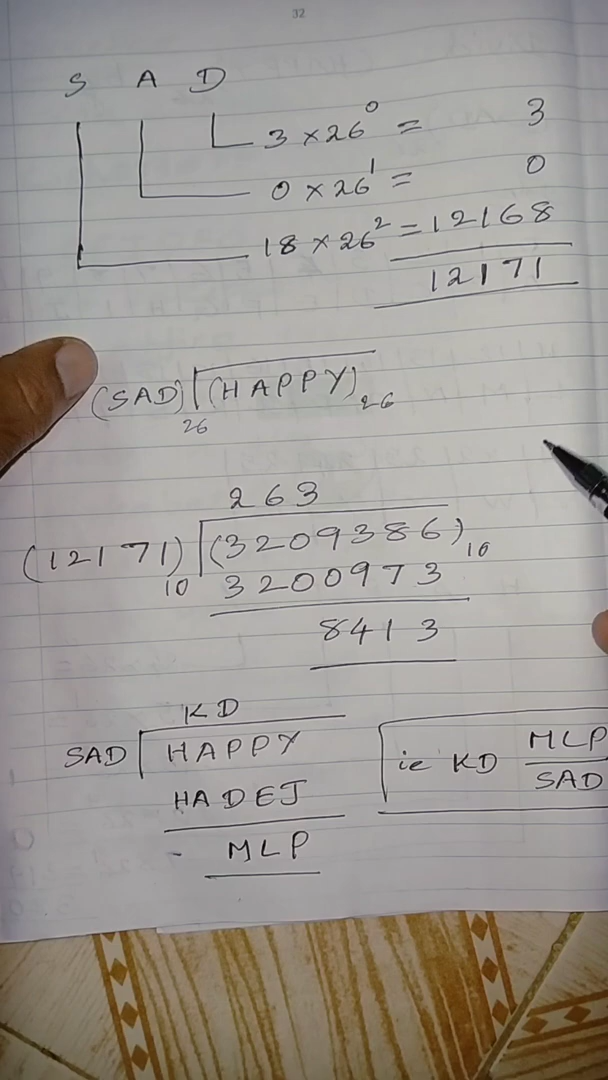 32
S A D
3 × 26⁰ = 3
0 × 26¹ = 0
18 × 26² = 12168
12171
(SAD)₂₆ (HAPPY)₂₆
263
(12171)₁₀ (3209386)₁₀
3200973
8413
KD
SAD HAPPY
HADEJ
- MLP
ie KD MLP
SAD